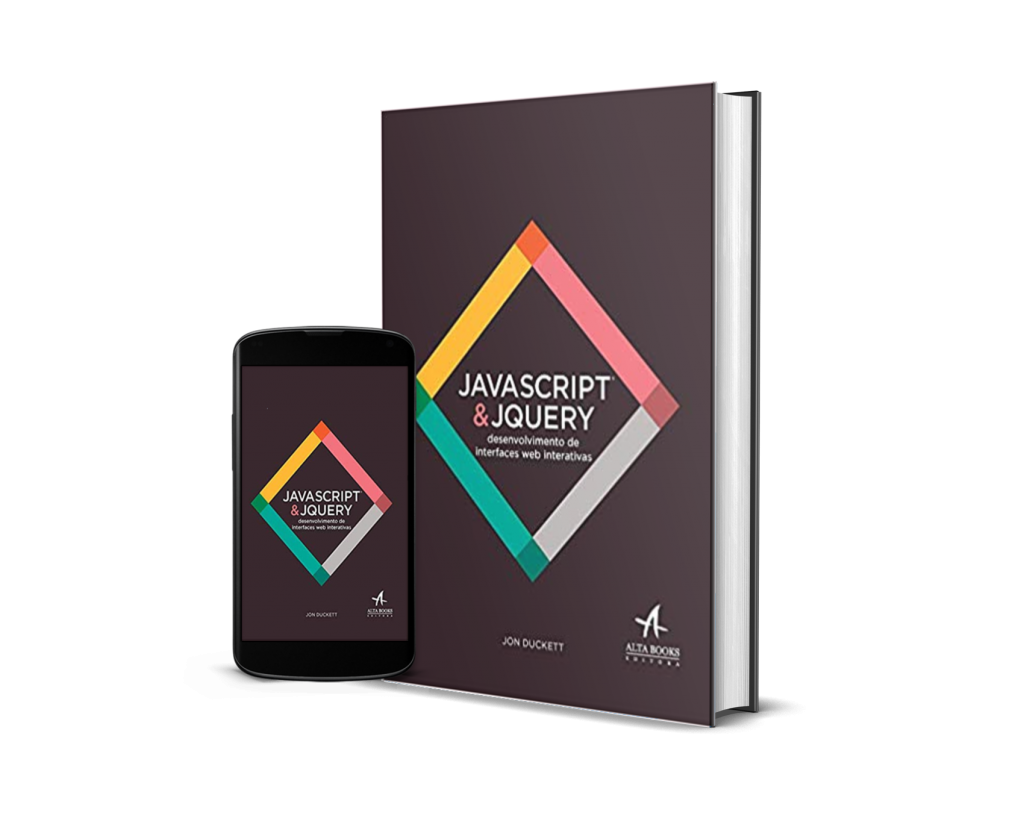 JAVASCRIPT®
& JQUERY
desenvolvimento de
interfaces web interativas
JON DUCKETT
ALTA BOOKS
EDITORA
JAVASCRIPT®
& JQUERY
desenvolvimento de
interfaces web interativas
JON DUCKETT
ALTA BOOKS
EDITORA